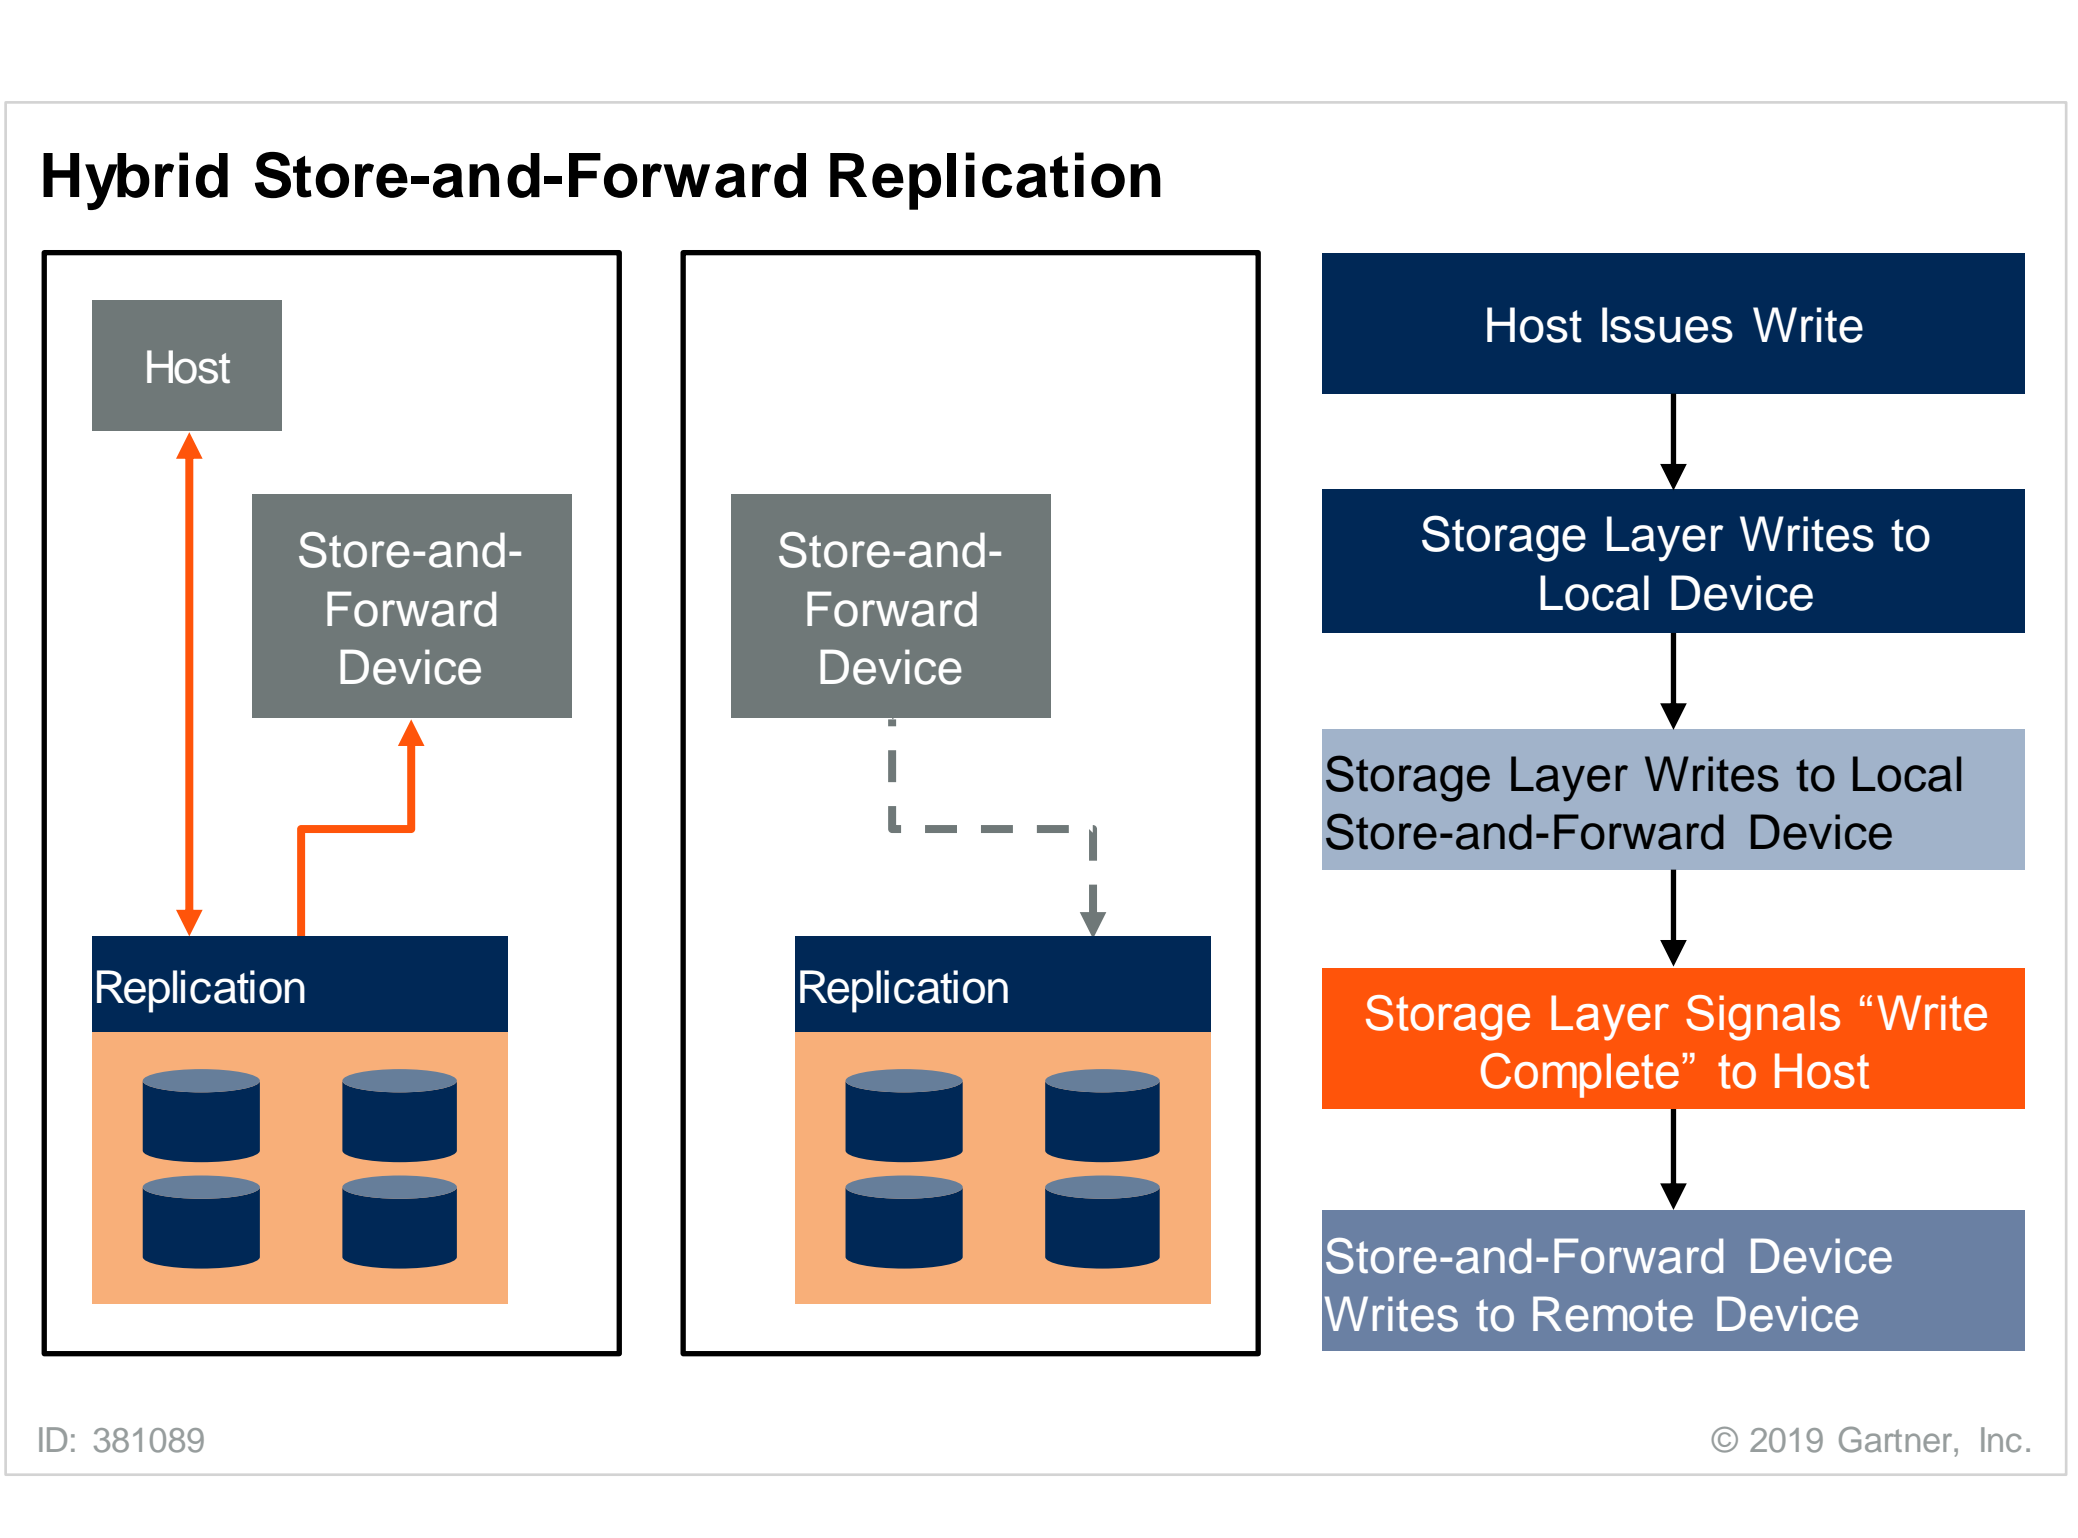 Hybrid Store-and-Forward Replication
Host
Store-and-
Forward
Device
Replication
Store-and-
Forward
Device
Replication
Host Issues Write
Storage Layer Writes to
Local Device
Storage Layer Writes to Local
Store-and-Forward Device
Storage Layer Signals “Write
Complete” to Host
Store-and-Forward Device
Writes to Remote Device
ID: 381089
© 2019 Gartner, Inc.